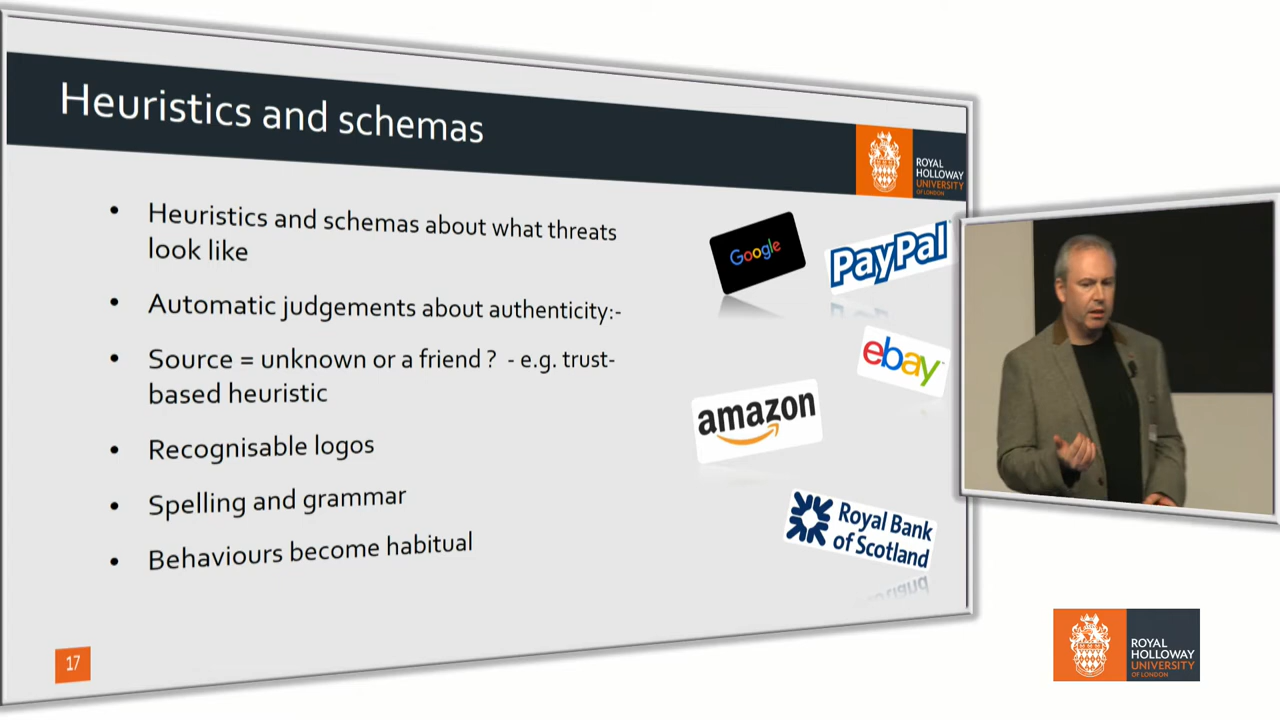 Heuristics and schemas
ROYAL
HOLLOWAY
UNIVERSITY
OF LONDON
Heuristics and schemas about what threats
look like
Automatic judgements about authenticity:-
Source = unknown or a friend ? - e.g. trust-
based heuristic
Recognisable logos
Spelling and grammar
Behaviours become habitual
Google
PayPal
ebay
amazon
Royal Bank
of Scotland
17
ROYAL
HOLLOWAY
UNIVERSITY
OF LONDON